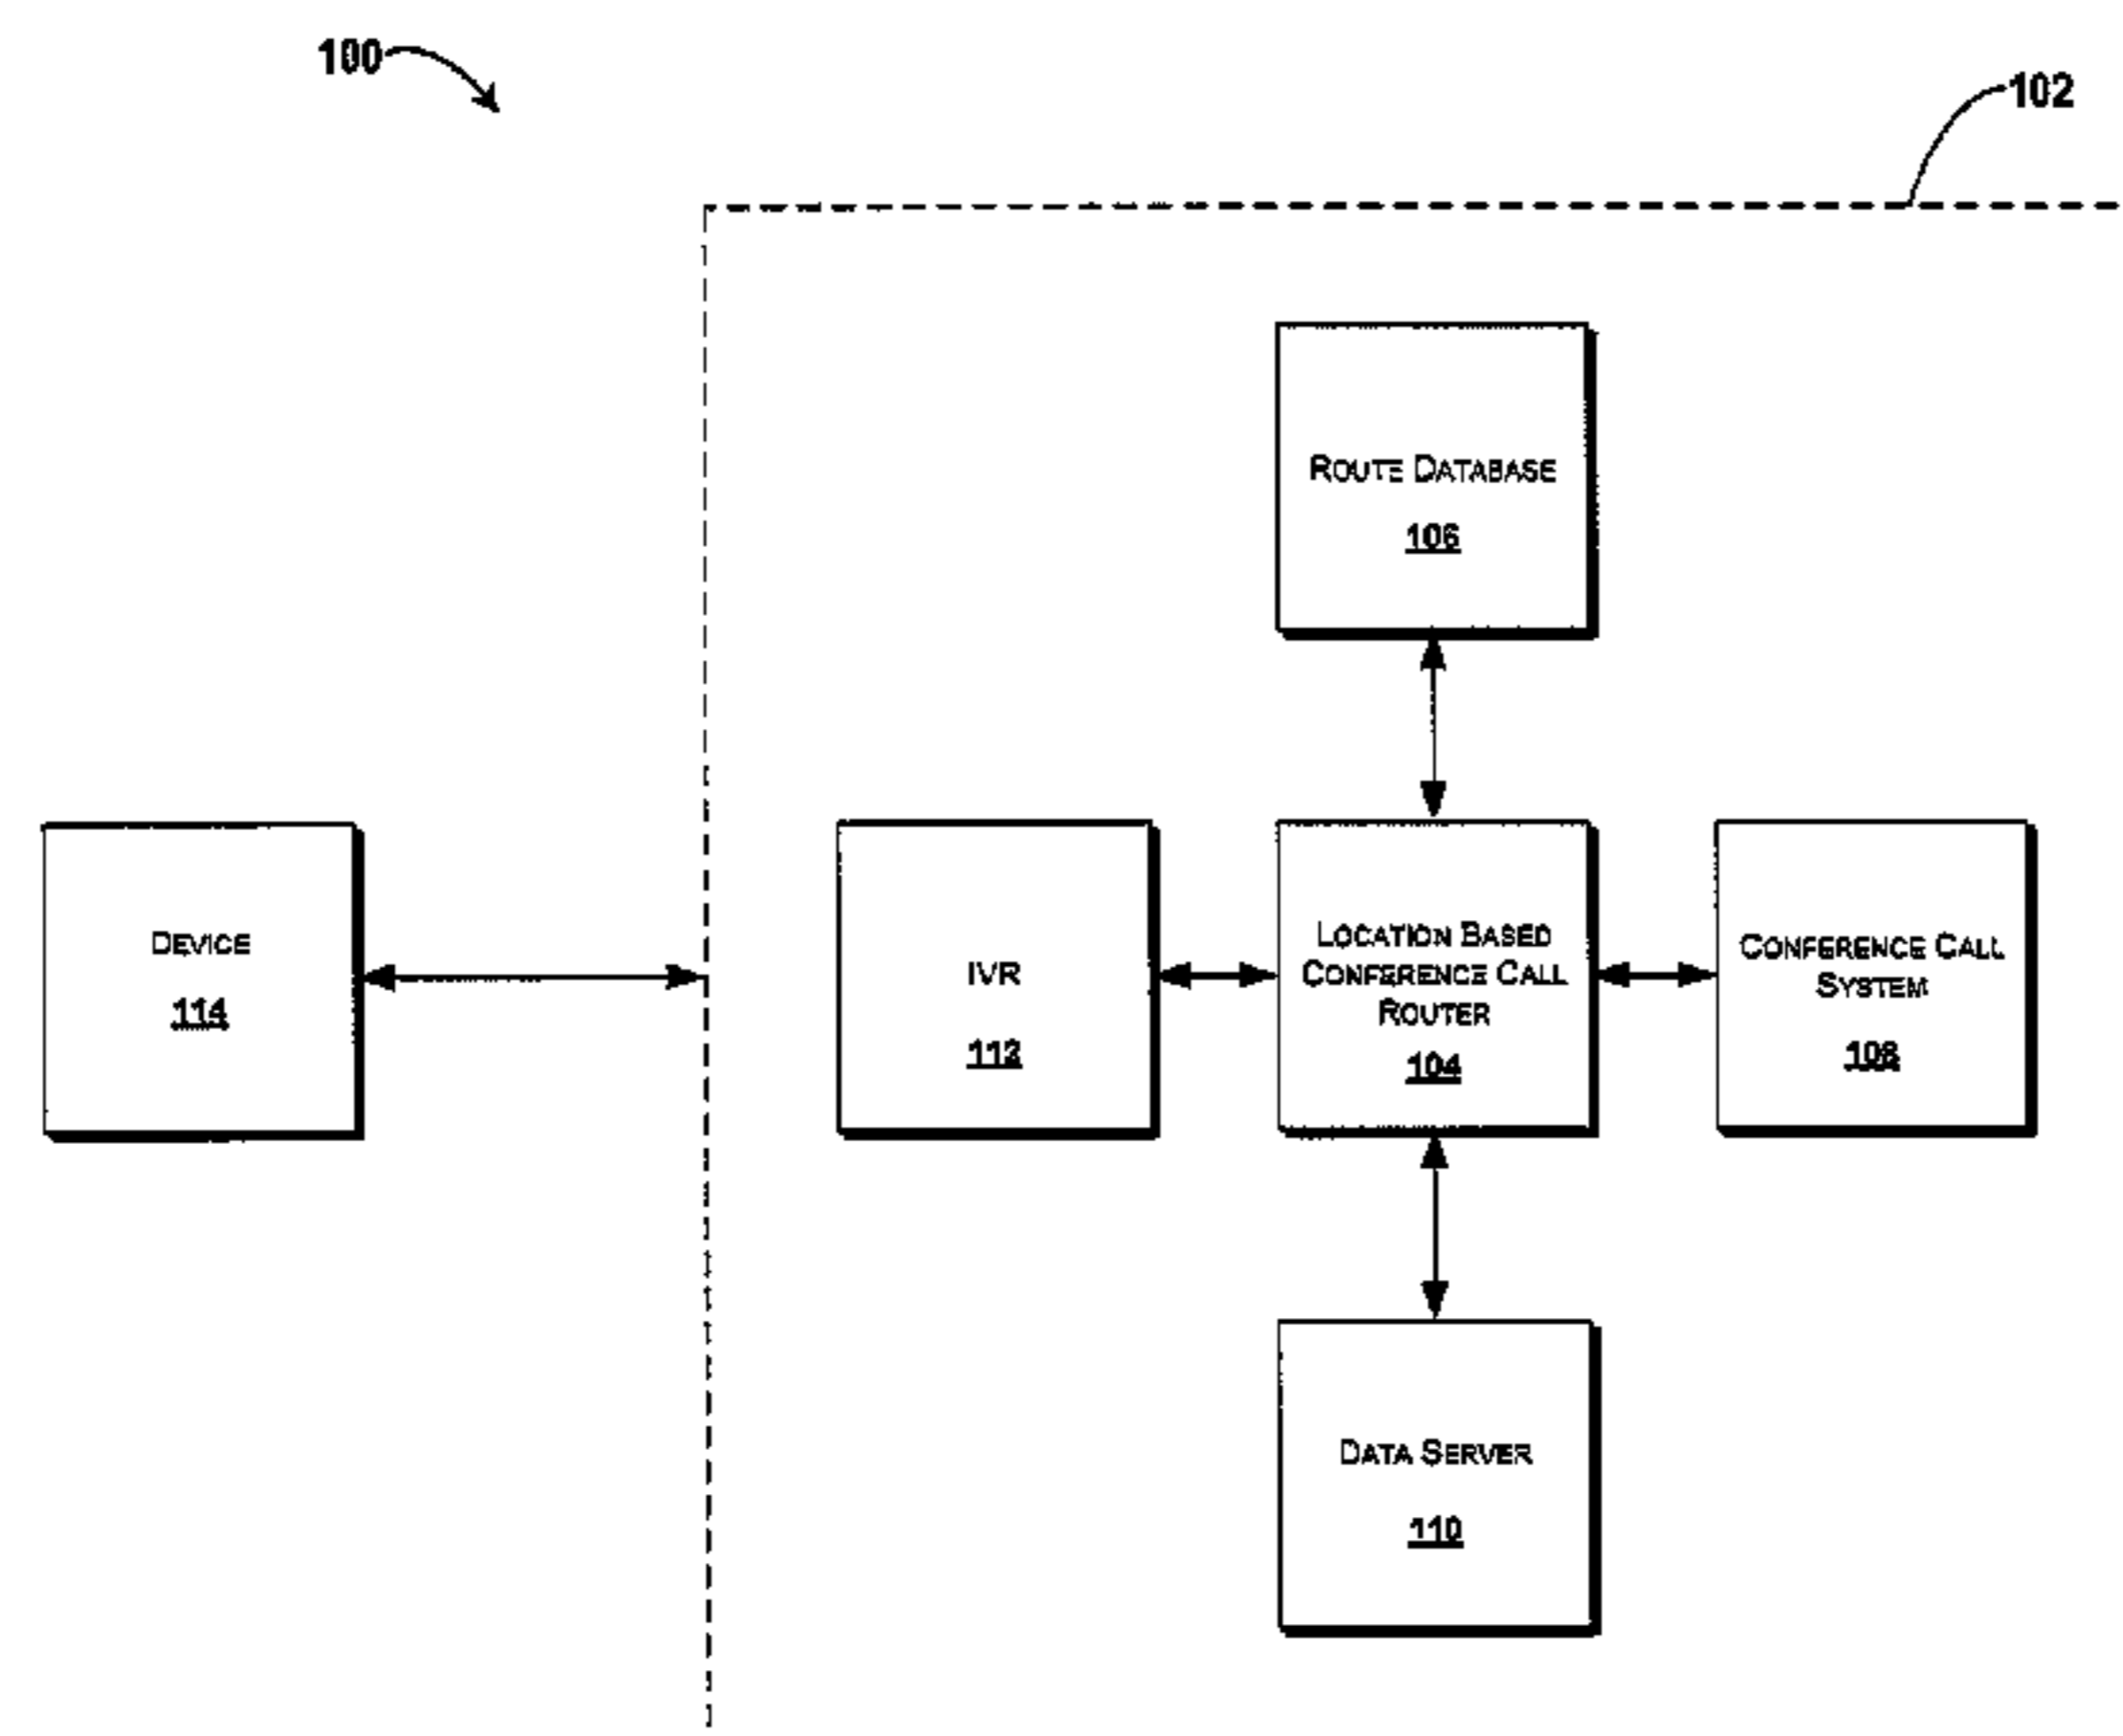 100
102
ROUTE DATABASE
106
DEVICE
114
IVR
112
LOCATION BASED
CONFERENCE CALL
ROUTER
104
CONFERENCE CALL
SYSTEM
108
DATA SERVER
110